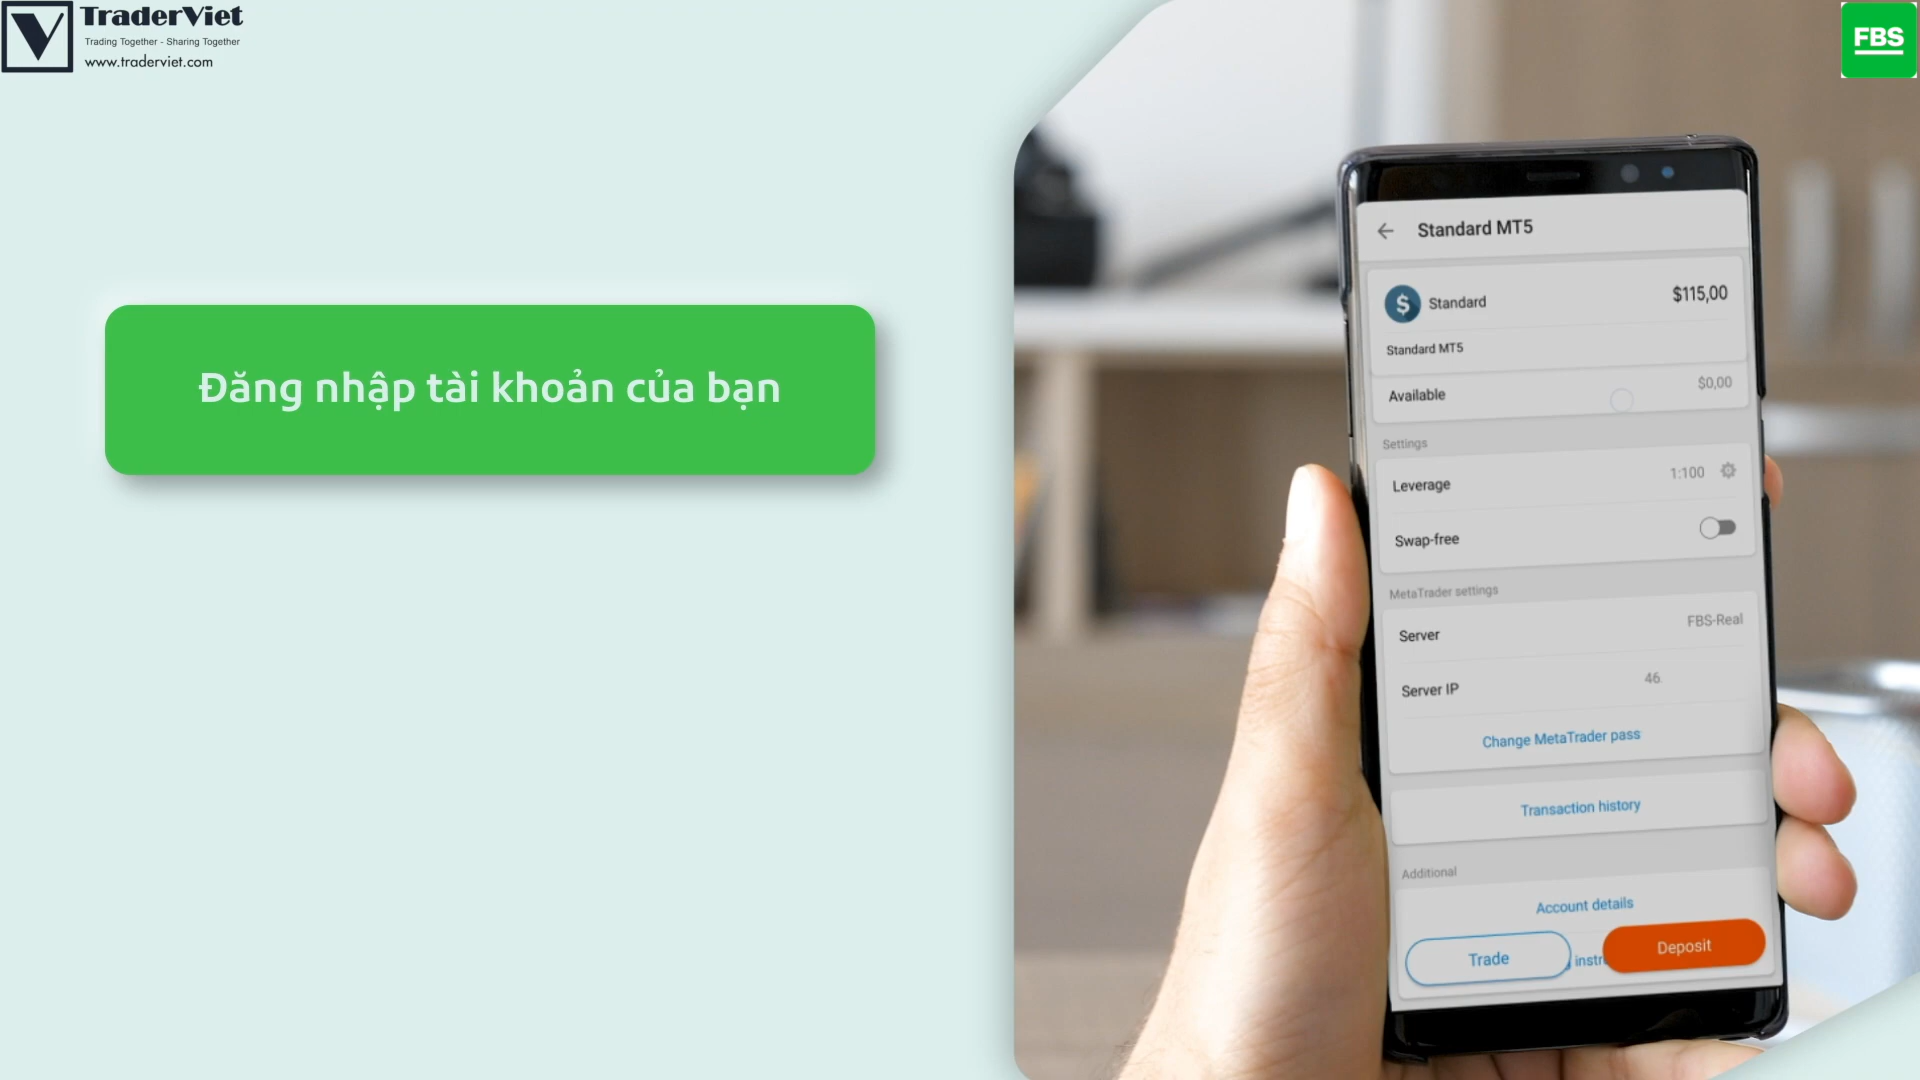 TraderViet
Trading Together - Sharing Together
www.traderviet.com
FBS
Đăng nhập tài khoản của bạn
Standard MT5
Standard
$115,00
Standard MT5
Available
$0,00
Settings
Leverage
1:100
Swap-free
MetaTrader settings
Server
FBS-Real
Server IP
46
Change MetaTrader pass
Transaction history
Additional
Account details
Trade
Deposit